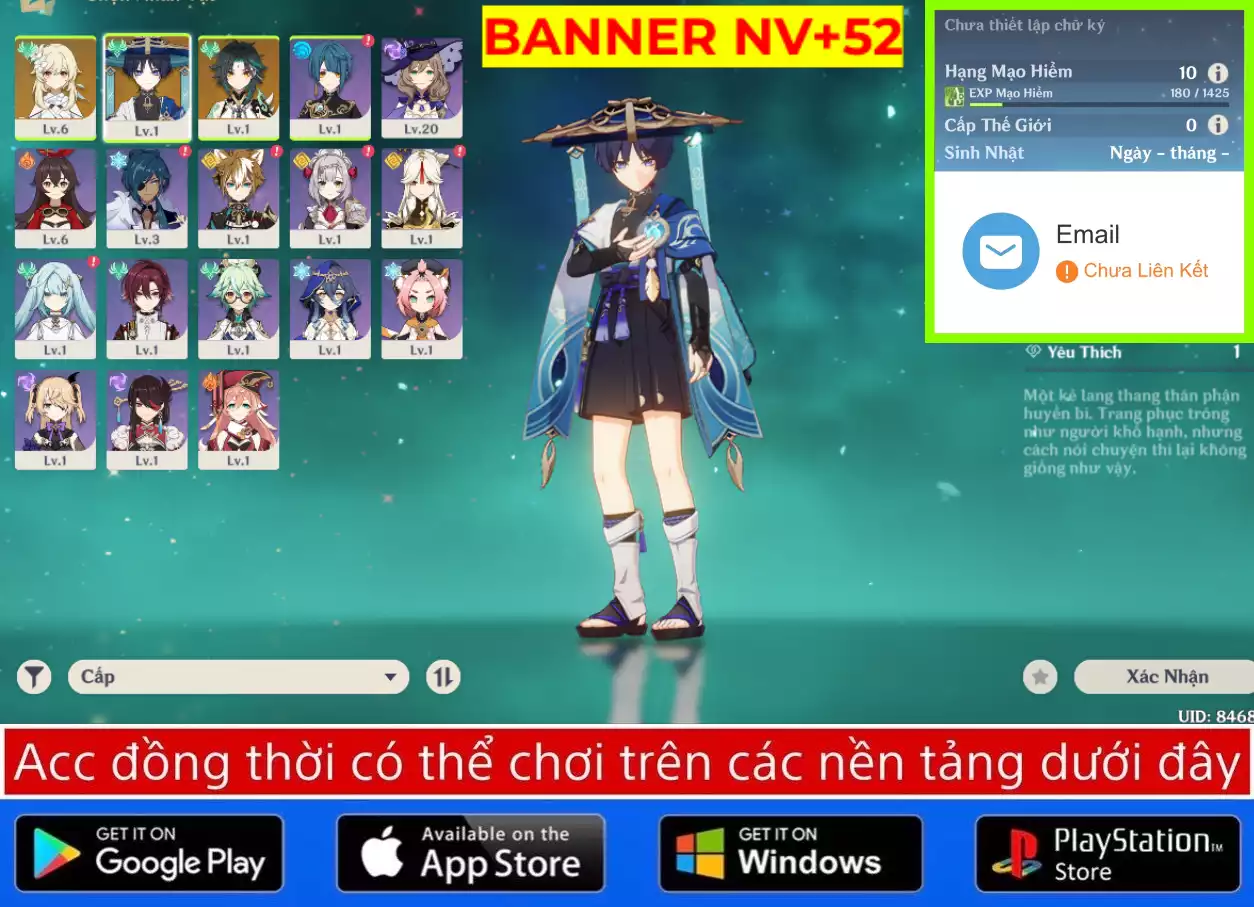 BANNER NV+52
Chưa thiết lập chữ ký
Hạng Mạo Hiểm 10
EXP Mạo Hiểm 180 / 1425
Cấp Thế Giới 0
Sinh Nhật Ngày - tháng -
Email
Chưa Liên Kết
Lv.6 Lv.1 Lv.1 Lv.1 Lv.20
Lv.6 Lv.3 Lv.1 Lv.1 Lv.1
Lv.1 Lv.1 Lv.1 Lv.1 Lv.1
Lv.1 Lv.1 Lv.1
Yêu Thích 1
Một kẻ lang thang thân phận
huyền bí. Trang phục trông
như người khổ hạnh, nhưng
cách nói chuyện thì lại không
giống như vậy.
Cấp
Xác Nhận
UID: 8468
Acc đồng thời có thể chơi trên các nền tảng dưới đây
GET IT ON
Google Play
Available on the
App Store
GET IT ON
Windows
PlayStation™
Store